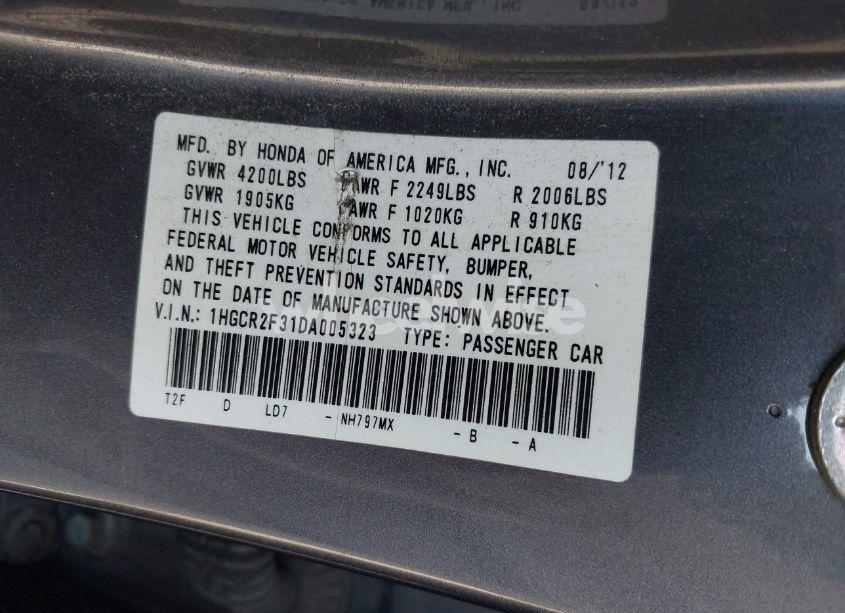 MFD. BY HONDA OF AMERICA MFG., INC. 08/'12
GVWR 4200LBS GAWR F 2249LBS R 2006LBS
GVWR 1905KG GAWR F 1020KG R 910KG
THIS VEHICLE CONFORMS TO ALL APPLICABLE
FEDERAL MOTOR VEHICLE SAFETY, BUMPER,
AND THEFT PREVENTION STANDARDS IN EFFECT
ON THE DATE OF MANUFACTURE SHOWN ABOVE.
V.I.N.: 1HGCR2F31DA005323 TYPE: PASSENGER CAR
T2F D LD7 - NH797MX - B - A